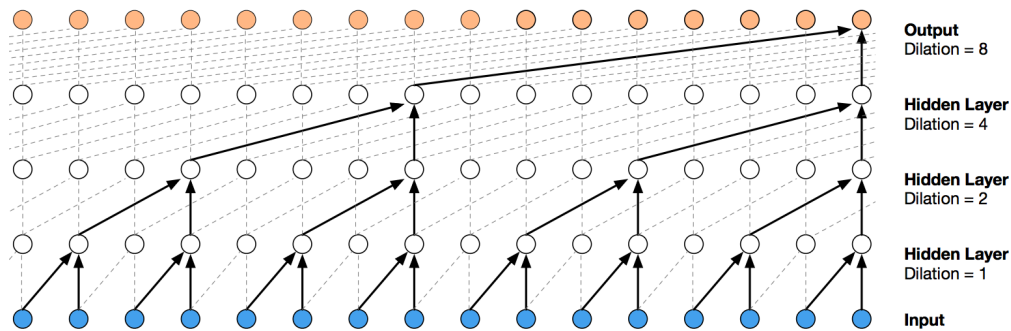 Output
Dilation = 8
Hidden Layer
Dilation = 4
Hidden Layer
Dilation = 2
Hidden Layer
Dilation = 1
Input